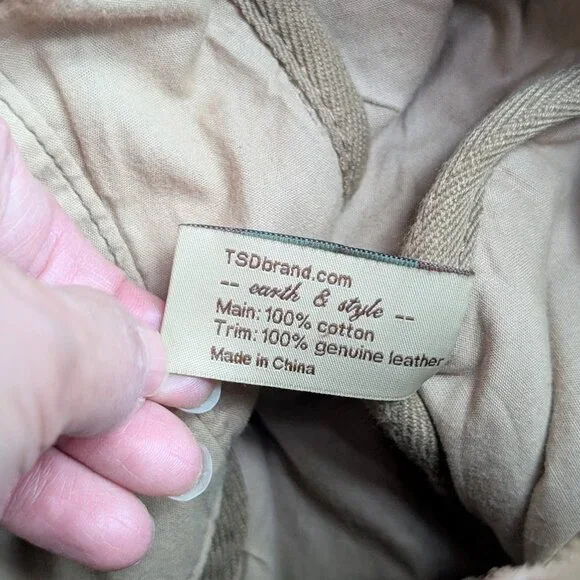 TSDbrand.com
-- earth & style --
Main: 100% cotton
Trim: 100% genuine leather
Made in China